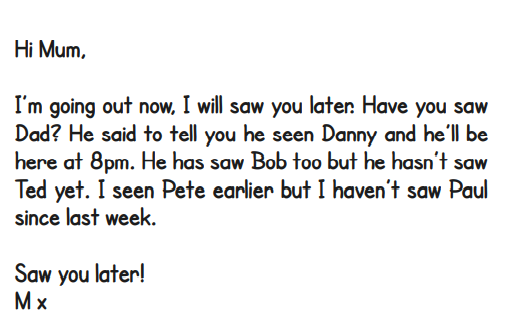 Hi Mum,
I'm going out now, I will saw you later. Have you saw
Dad? He said to tell you he seen Danny and he'll be
here at 8pm. He has saw Bob too but he hasn't saw
Ted yet. I seen Pete earlier but I haven't saw Paul
since last week.
Saw you later!
M x